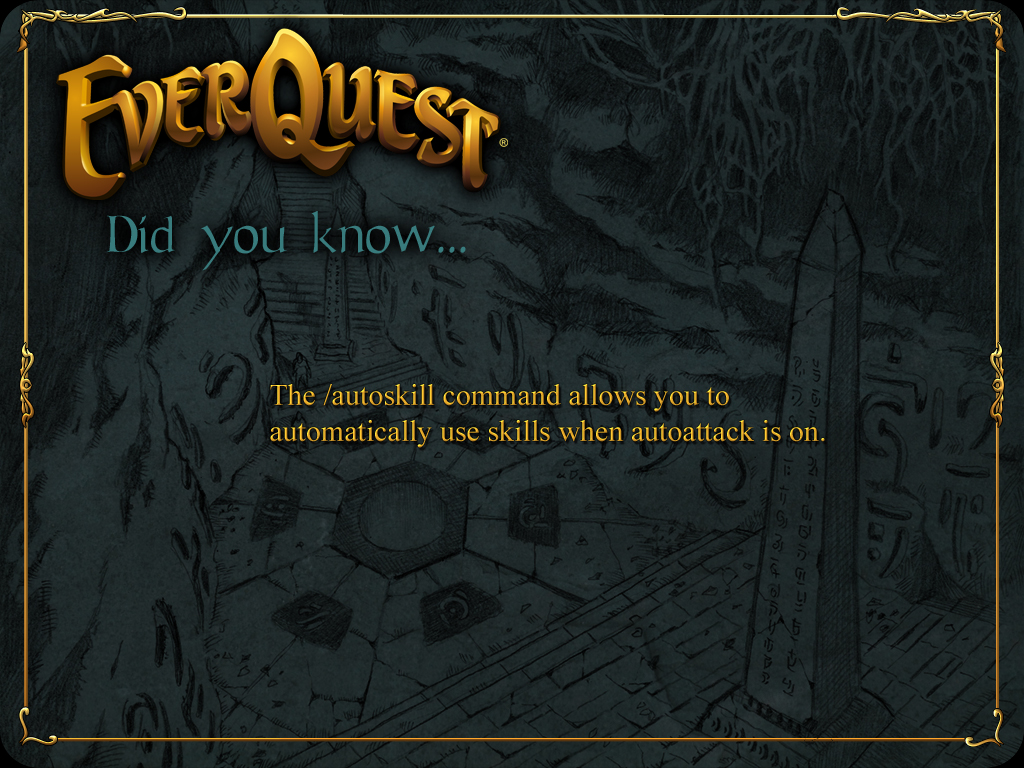 EVERQUEST®
Did you know...
The /autoskill command allows you to
automatically use skills when autoattack is on.